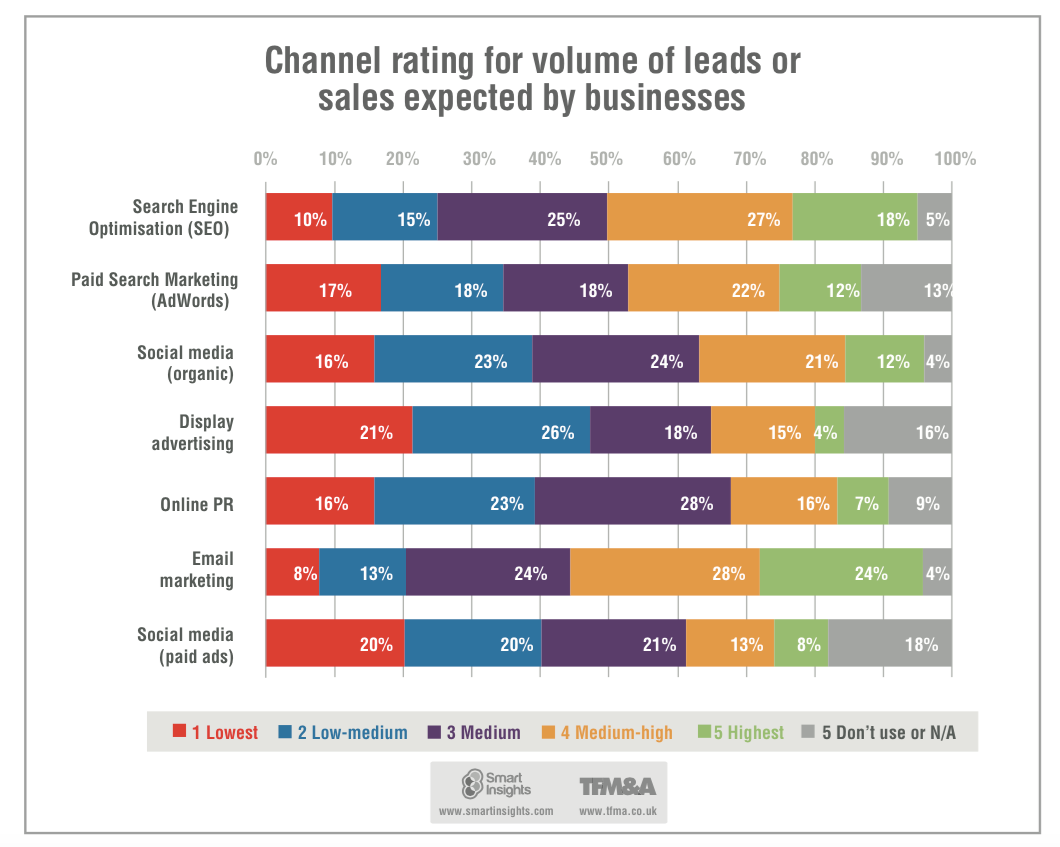 Channel rating for volume of leads or
sales expected by businesses
0% 10% 20% 30% 40% 50% 60% 70% 80% 90% 100%
Search Engine
Optimisation (SEO)
10% 15% 25% 27% 18% 5%
Paid Search Marketing
(AdWords)
17% 18% 18% 22% 12% 13%
Social media
(organic)
16% 23% 24% 21% 12% 4%
Display
advertising
21% 26% 18% 15% 4% 16%
Online PR
16% 23% 28% 16% 7% 9%
Email
marketing
8% 13% 24% 28% 24% 4%
Social media
(paid ads)
20% 20% 21% 13% 8% 18%
1 Lowest 2 Low-medium 3 Medium 4 Medium-high 5 Highest 5 Don't use or N/A
Smart
Insights
www.smartinsights.com
TFM&A
www.tfma.co.uk